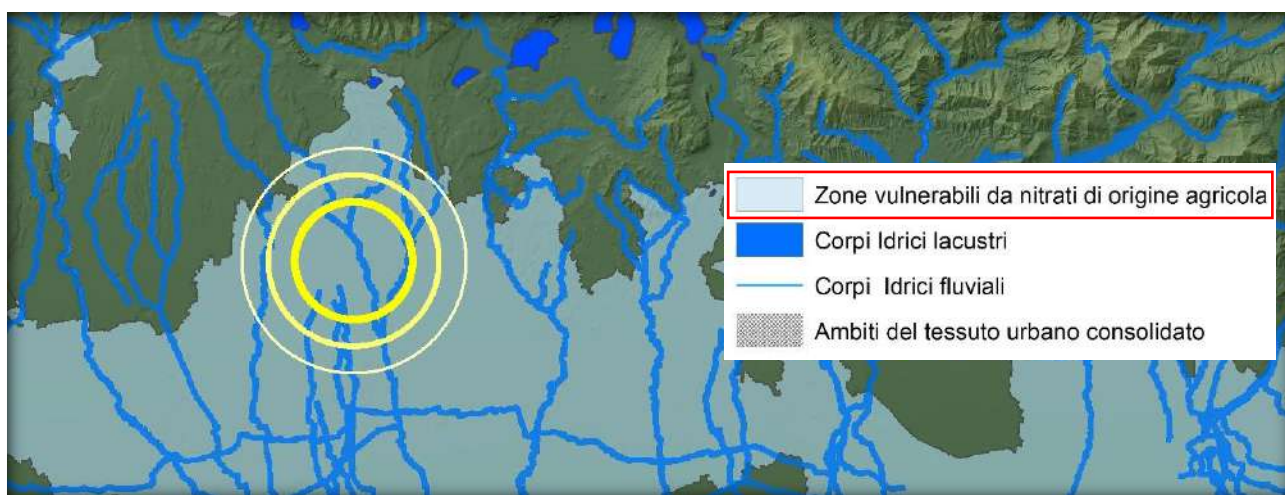 Zone vulnerabili da nitrati di origine agricola
Corpi Idrici lacustri
Corpi Idrici fluviali
Ambiti del tessuto urbano consolidato